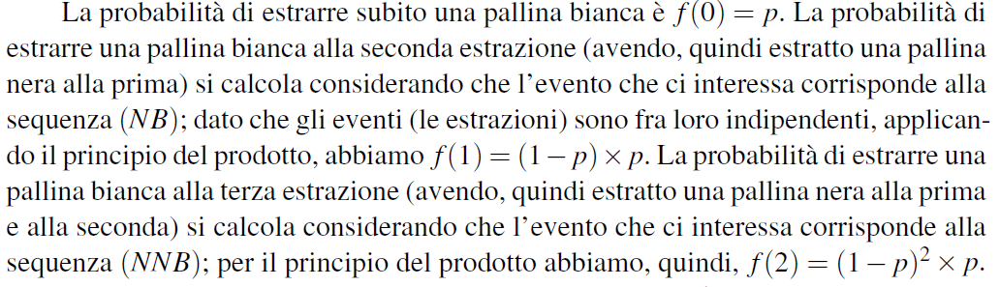 La probabilità di estrarre subito una pallina bianca è f(0) = p. La probabilità di
estrarre una pallina bianca alla seconda estrazione (avendo, quindi estratto una pallina
nera alla prima) si calcola considerando che l'evento che ci interessa corrisponde alla
sequenza (NB); dato che gli eventi (le estrazioni) sono fra loro indipendenti, applican-
do il principio del prodotto, abbiamo f(1) = (1 − p) × p. La probabilità di estrarre una
pallina bianca alla terza estrazione (avendo, quindi estratto una pallina nera alla prima
e alla seconda) si calcola considerando che l'evento che ci interessa corrisponde alla
sequenza (NNB); per il principio del prodotto abbiamo, quindi, f(2) = (1 − p)² × p.